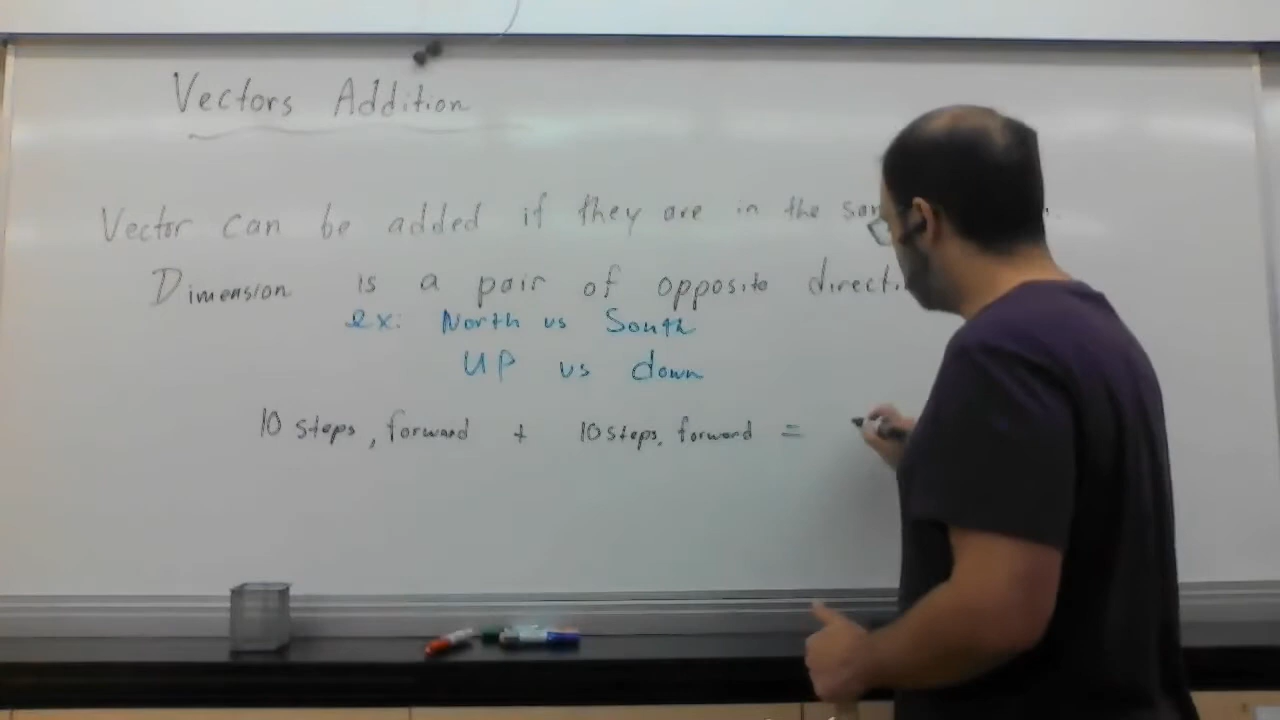 Vectors Addition
Vector can be added if they are in the
Dimension is a pair of opposite
ex: North vs South
UP vs down
10 steps, forward + 10 steps, forward =